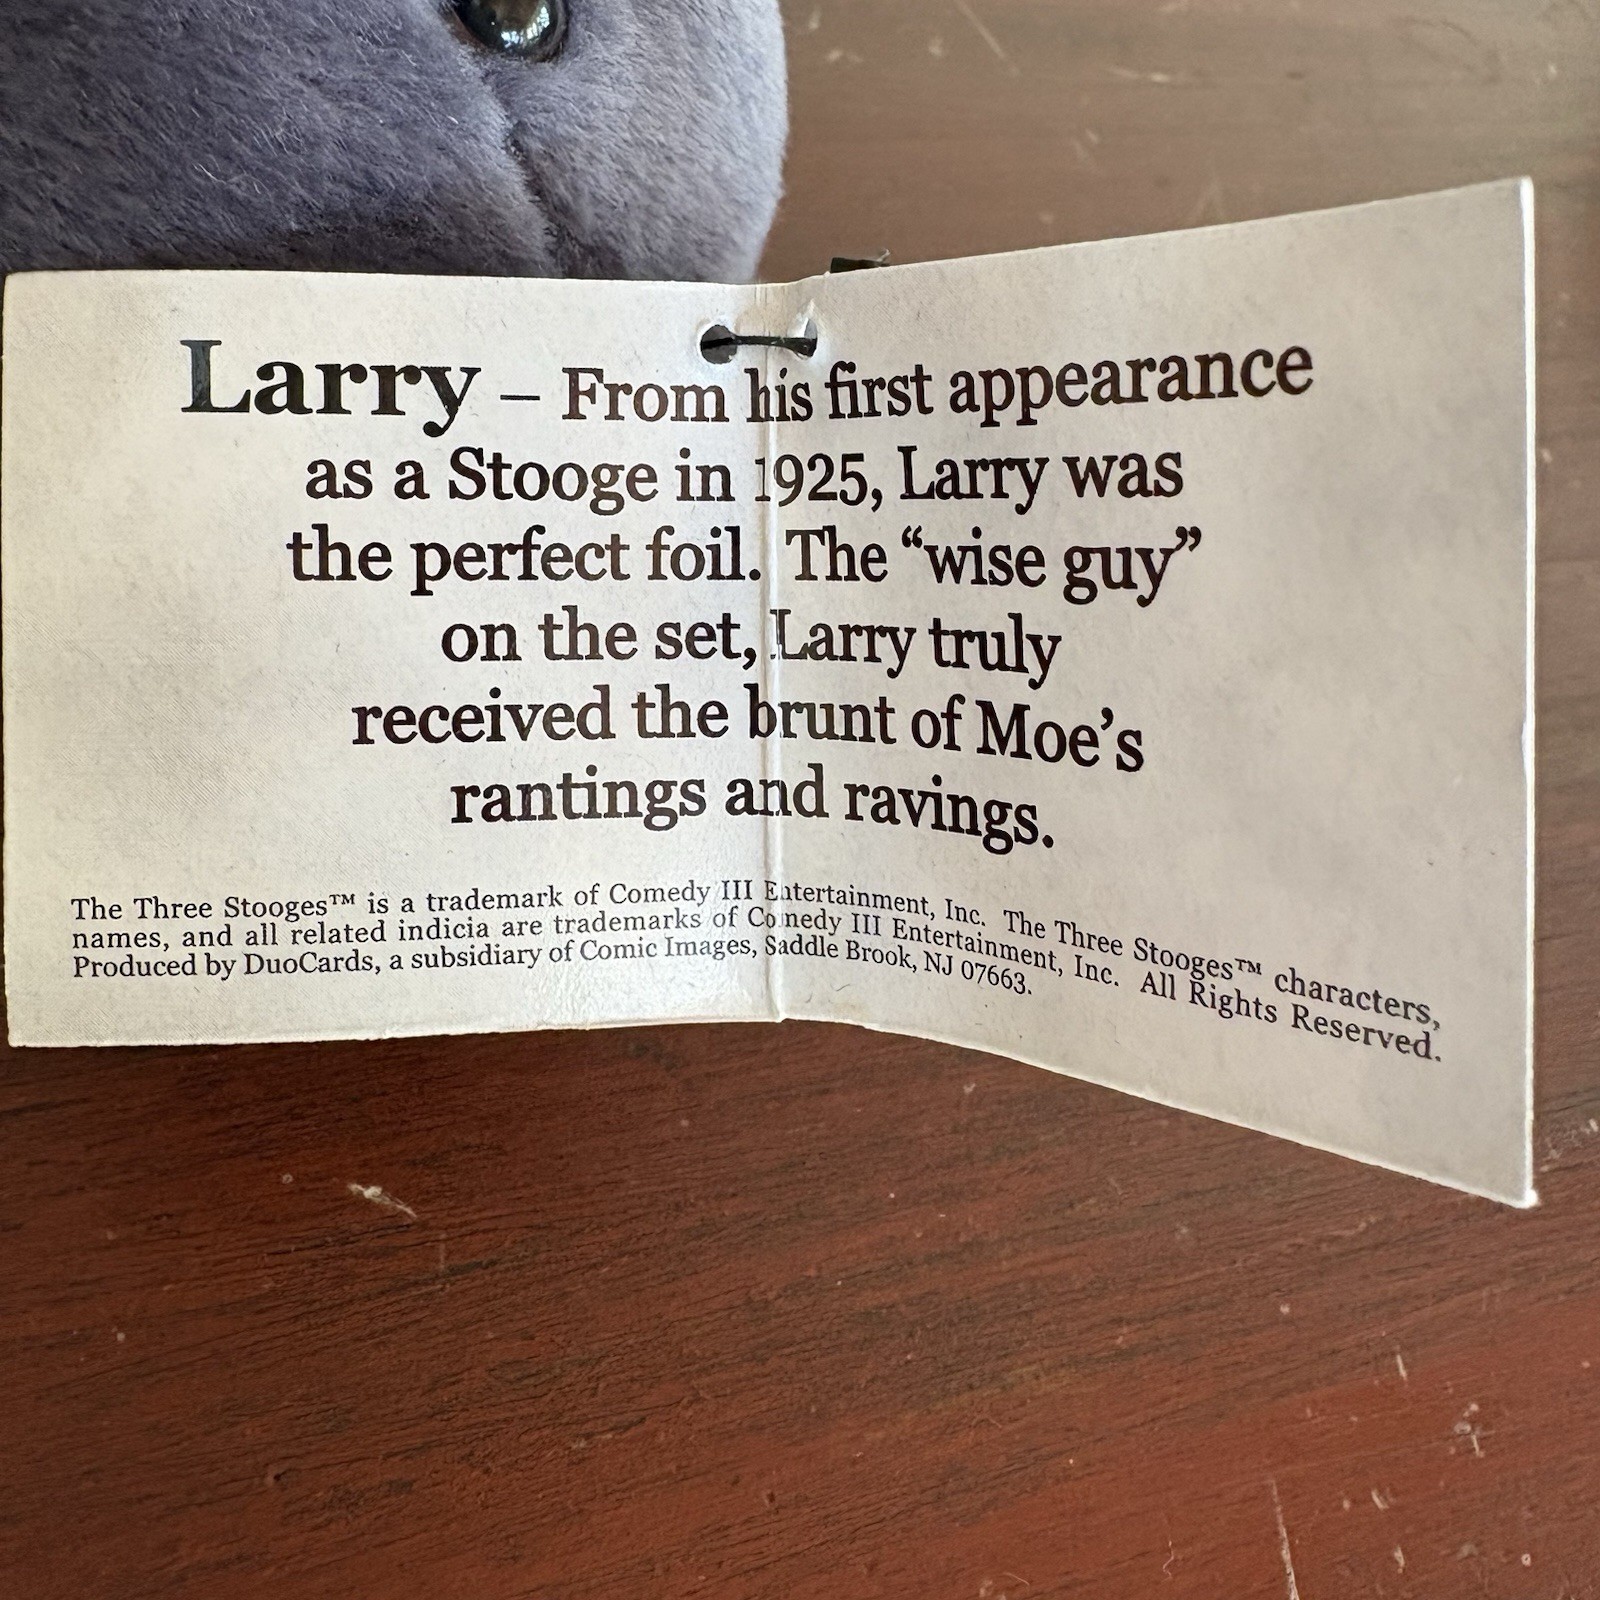 Larry – From his first appearance
as a Stooge in 1925, Larry was
the perfect foil. The “wise guy”
on the set, Larry truly
received the brunt of Moe’s
rantings and ravings.
The Three Stooges™ is a trademark of Comedy III Entertainment, Inc. The Three Stooges™ characters,
names, and all related indicia are trademarks of Comedy III Entertainment, Inc. All Rights Reserved.
Produced by DuoCards, a subsidiary of Comic Images, Saddle Brook, NJ 07663.